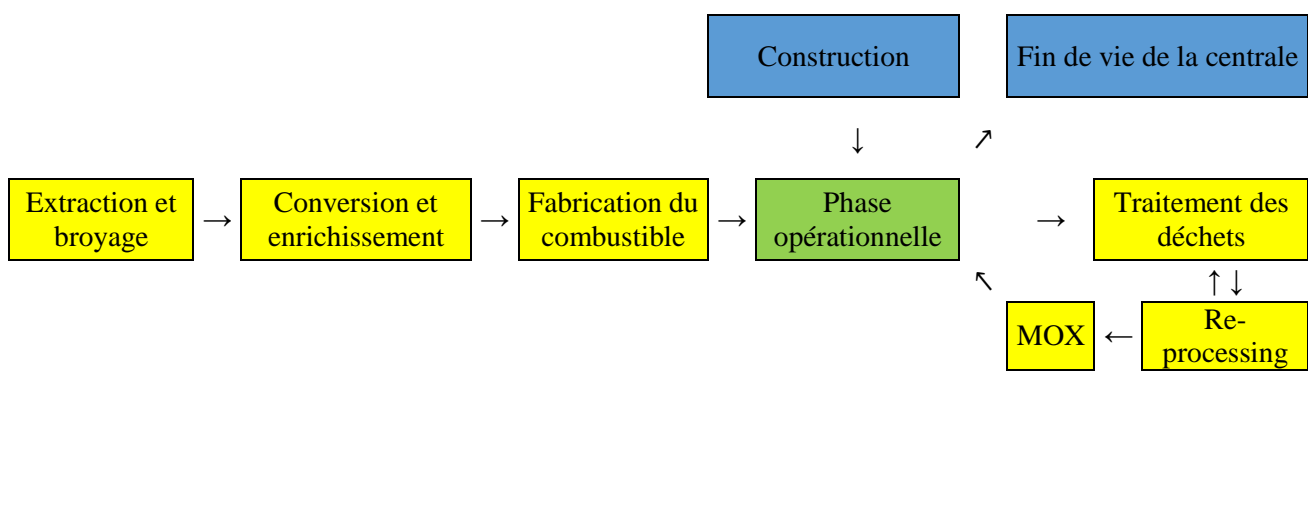 Construction
Fin de vie de la centrale
↓
↗
Extraction et
broyage
→
Conversion et
enrichissement
→
Fabrication du
combustible
→
Phase
opérationnelle
→
Traitement des
déchets
↖
↑↓
MOX
←
Re-
processing